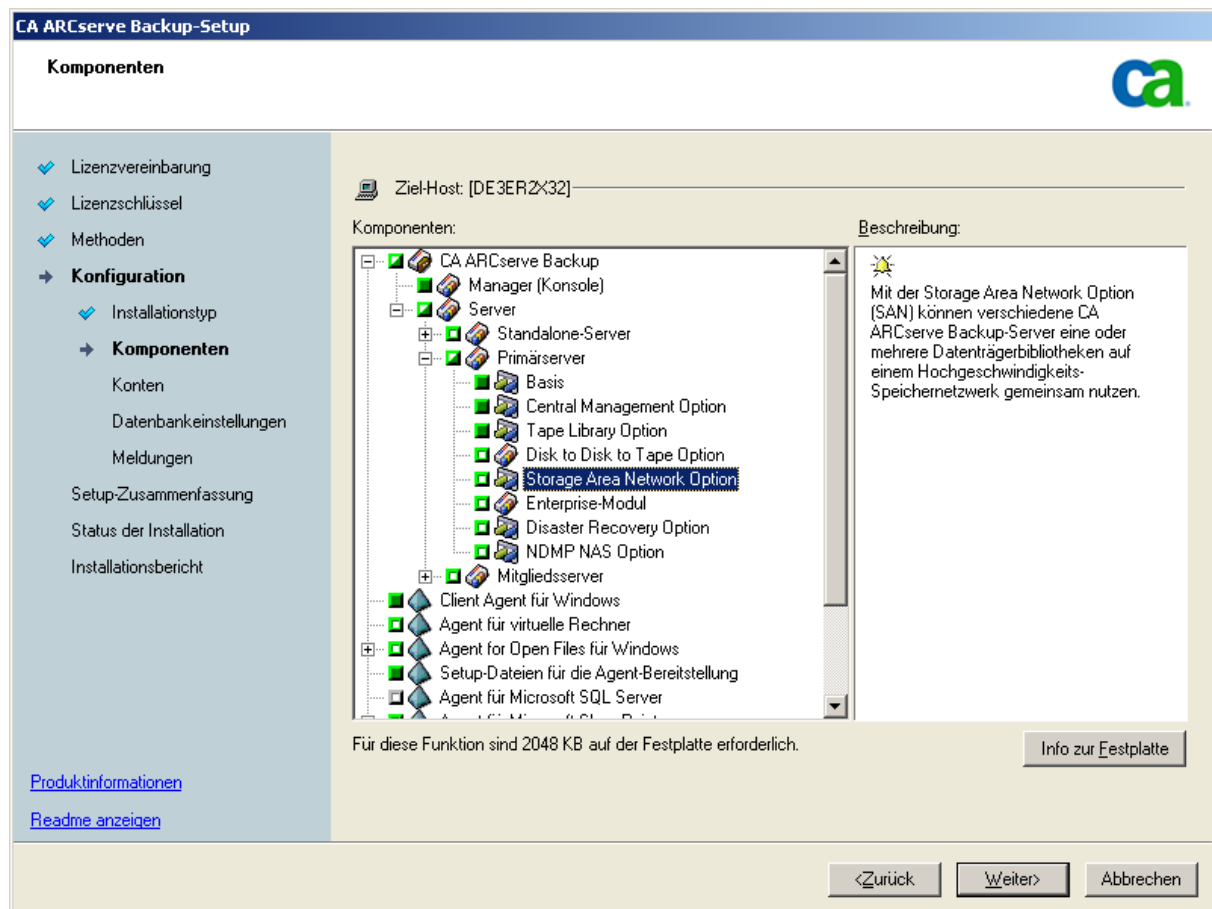 CA ARCserve Backup-Setup
Komponenten
ca
Lizenzvereinbarung
Lizenzschlüssel
Methoden
Konfiguration
Installationstyp
Komponenten
Konten
Datenbankeinstellungen
Meldungen
Setup-Zusammenfassung
Status der Installation
Installationsbericht
Produktinformationen
Readme anzeigen
Ziel-Host: [DE3ER2X32]
Komponenten:
CA ARCserve Backup
Manager (Konsole)
Server
Standalone-Server
Primärserver
Basis
Central Management Option
Tape Library Option
Disk to Disk to Tape Option
Storage Area Network Option
Enterprise-Modul
Disaster Recovery Option
NDMP NAS Option
Mitgliedsserver
Client Agent für Windows
Agent für virtuelle Rechner
Agent for Open Files für Windows
Setup-Dateien für die Agent-Bereitstellung
Agent für Microsoft SQL Server
Beschreibung:
Mit der Storage Area Network Option
(SAN) können verschiedene CA
ARCserve Backup-Server eine oder
mehrere Datenträgerbibliotheken auf
einem Hochgeschwindigkeits-
Speichernetzwerk gemeinsam nutzen.
Für diese Funktion sind 2048 KB auf der Festplatte erforderlich.
Info zur Festplatte
<Zurück
Weiter>
Abbrechen